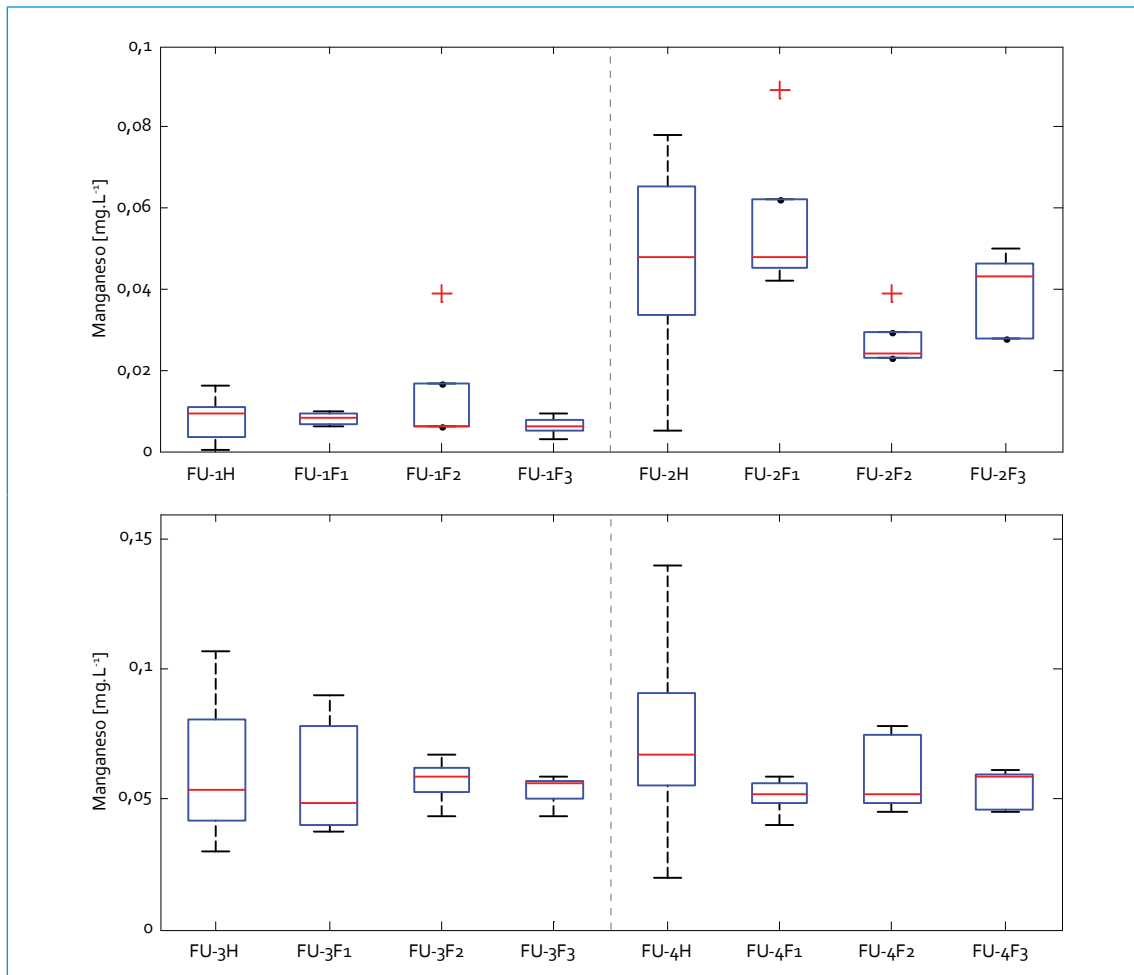 0,1
0,08
0,06
0,04
0,02
0
Manganeso [mg.L⁻¹]
FU-1H FU-1F1 FU-1F2 FU-1F3 FU-2H FU-2F1 FU-2F2 FU-2F3
0,15
0,1
0,05
0
Manganeso [mg.L⁻¹]
FU-3H FU-3F1 FU-3F2 FU-3F3 FU-4H FU-4F1 FU-4F2 FU-4F3